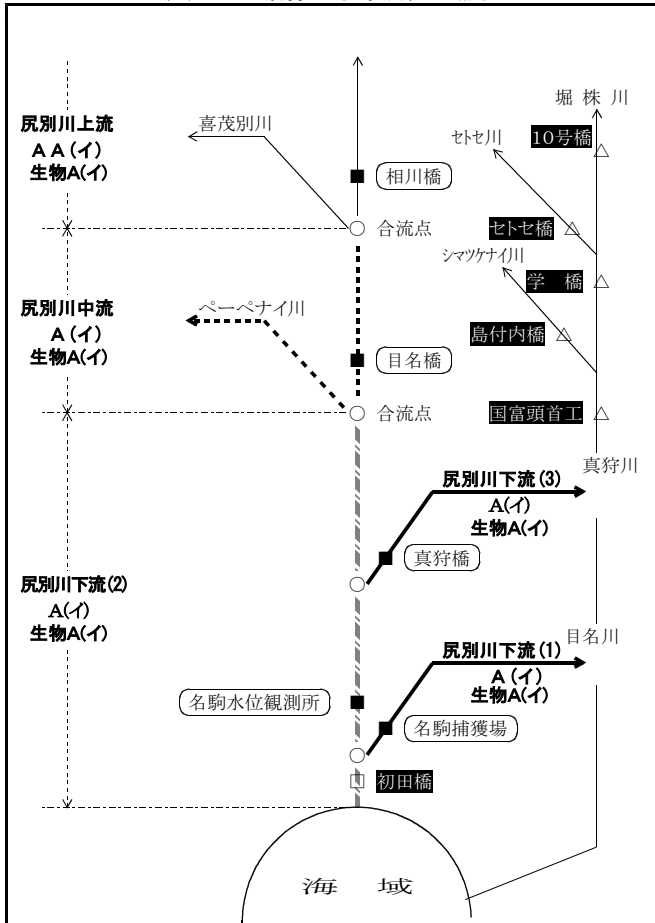 堀 株 川
尻別川上流
AA(イ)
生物A(イ)
喜茂別川
セトセ川
10号橋
相川橋
合流点
セトセ橋
シマツケナイ川
学 橋
尻別川中流
A(イ)
生物A(イ)
ペーペナイ川
島付内橋
目名橋
合流点
国富頭首工
真狩川
尻別川下流(3)
A(イ)
生物A(イ)
真狩橋
尻別川下流(2)
A(イ)
生物A(イ)
目名川
尻別川下流(1)
A(イ)
生物A(イ)
名駒水位観測所
名駒捕獲場
初田橋
海 域